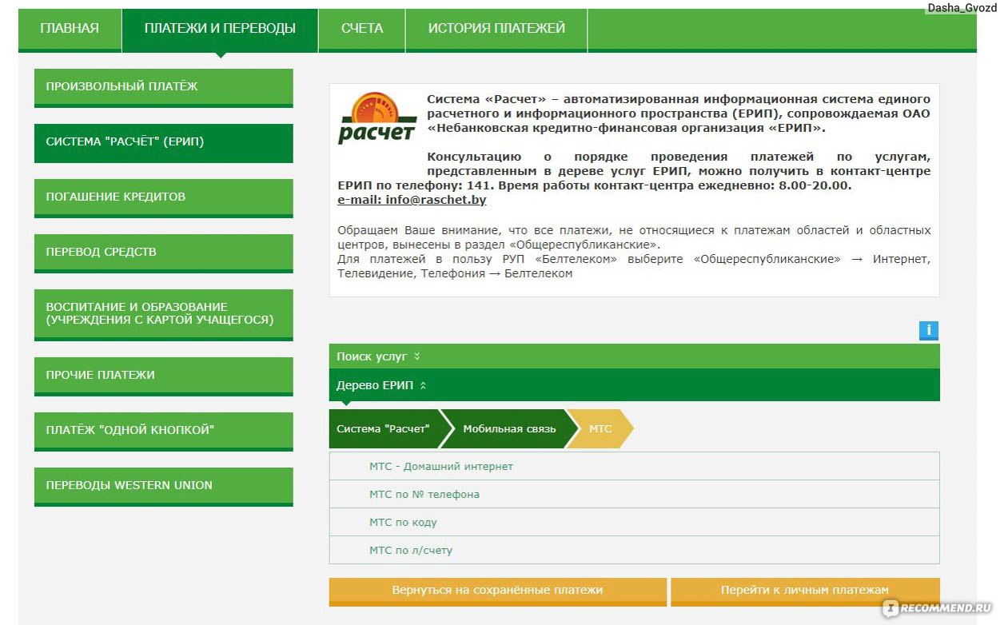 Dasha_Gvozd
ГЛАВНАЯ
ПЛАТЕЖИ И ПЕРЕВОДЫ
СЧЕТА
ИСТОРИЯ ПЛАТЕЖЕЙ
ПРОИЗВОЛЬНЫЙ ПЛАТЁЖ
СИСТЕМА "РАСЧЁТ" (ЕРИП)
ПОГАШЕНИЕ КРЕДИТОВ
ПЕРЕВОД СРЕДСТВ
ВОСПИТАНИЕ И ОБРАЗОВАНИЕ
(УЧРЕЖДЕНИЯ С КАРТОЙ УЧАЩЕГОСЯ)
ПРОЧИЕ ПЛАТЕЖИ
ПЛАТЁЖ "ОДНОЙ КНОПКОЙ"
ПЕРЕВОДЫ WESTERN UNION
расчет
Система «Расчет» – автоматизированная информационная система единого
расчетного и информационного пространства (ЕРИП), сопровождаемая ОАО
«Небанковская кредитно-финансовая организация «ЕРИП».
Консультацию о порядке проведения платежей по услугам,
представленным в дереве услуг ЕРИП, можно получить в контакт-центре
ЕРИП по телефону: 141. Время работы контакт-центра ежедневно: 8.00-20.00.
e-mail: info@raschet.by
Обращаем Ваше внимание, что все платежи, не относящиеся к платежам областей и областных
центров, вынесены в раздел «Общереспубликанские».
Для платежей в пользу РУП «Белтелеком» выберите «Общереспубликанские» → Интернет,
Телевидение, Телефония → Белтелеком
i
Поиск услуг
Дерево ЕРИП
Система "Расчет"
Мобильная связь
МТС
МТС - Домашний интернет
МТС по № телефона
МТС по коду
МТС по л/счету
Вернуться на сохранённые платежи
Перейти к личным платежам
I RECOMMEND.RU